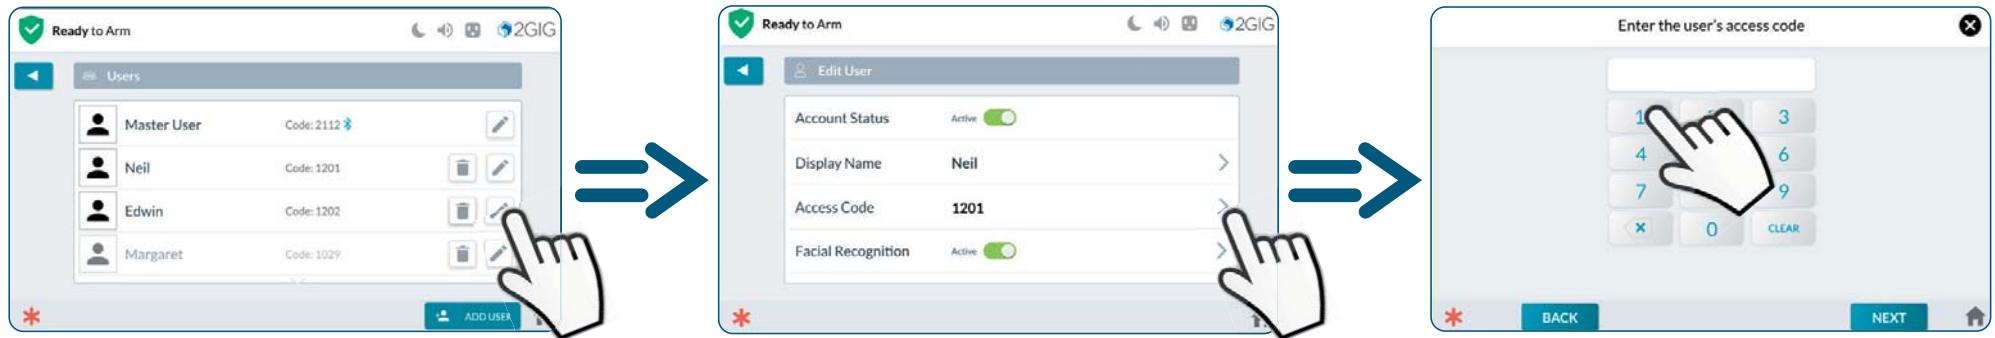 Ready to Arm
2GIG
Users
Master User
Code: 2112
Neil
Code: 1201
Edwin
Code: 1202
Margaret
Code: 1029
ADD USER
Ready to Arm
2GIG
Edit User
Account Status
Active
Display Name
Neil
Access Code
1201
Facial Recognition
Active
Enter the user's access code
1
3
4
6
7
9
0
CLEAR
BACK
NEXT